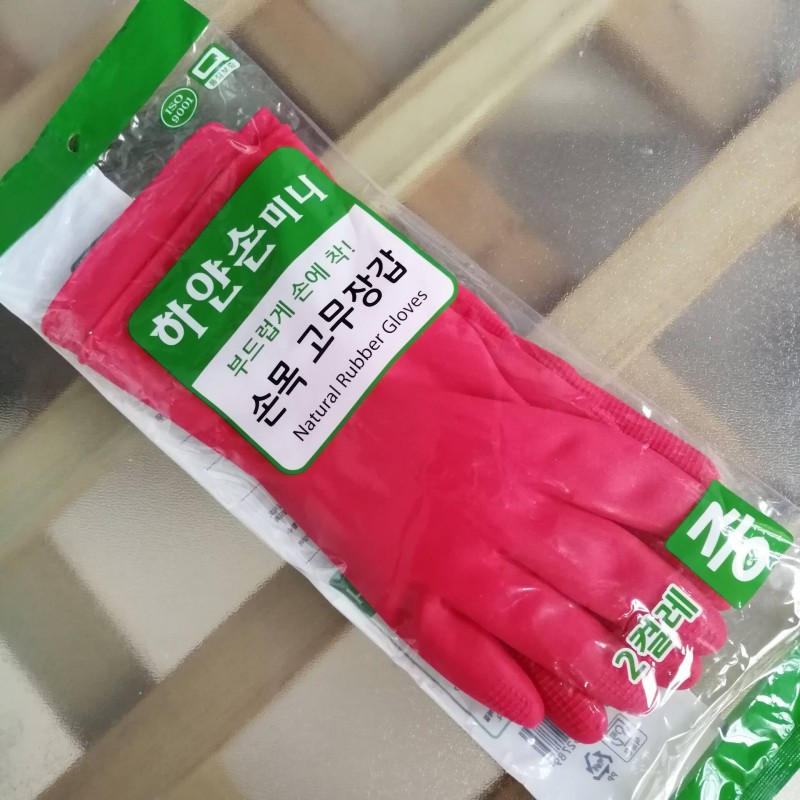 ISO
9001
하얀손미니
부드럽게 손에 착!
손목 고무장갑
Natural Rubber Gloves
중
2켤레
PP